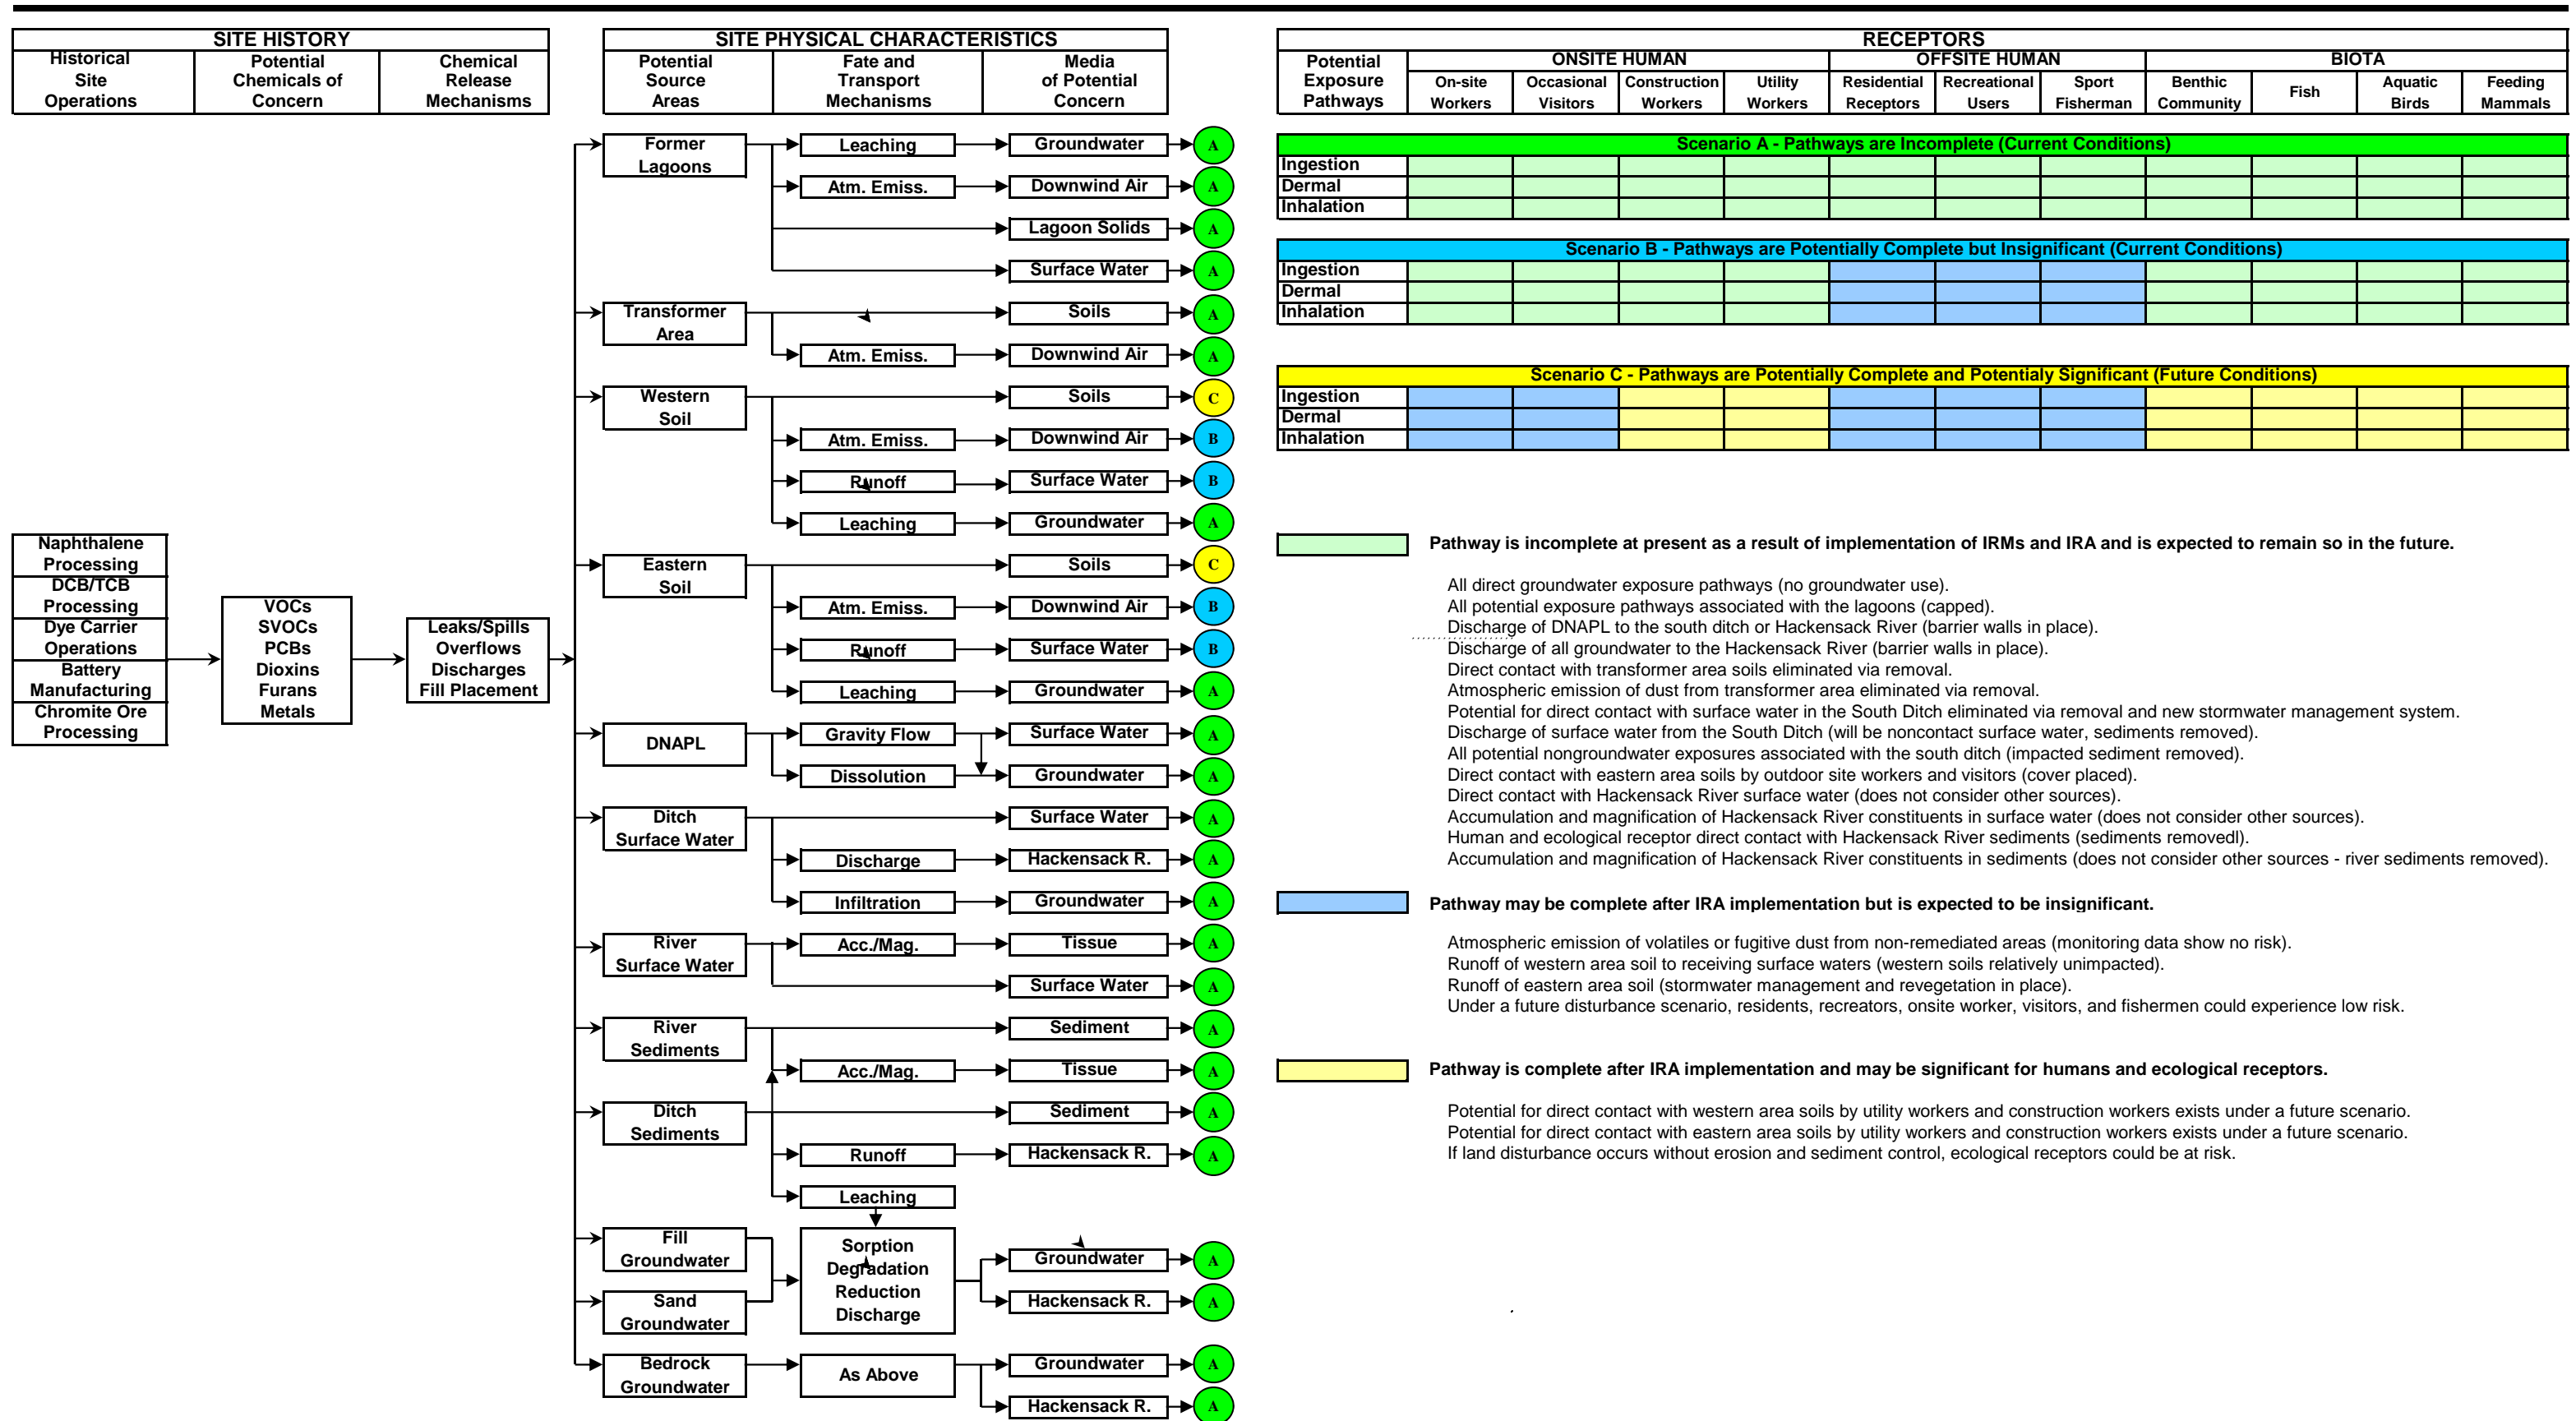 SITE HISTORY
Historical
Site
Operations
Potential
Chemicals of
Concern
Chemical
Release
Mechanisms
SITE PHYSICAL CHARACTERISTICS
Potential
Source
Areas
Fate and
Transport
Mechanisms
Media
of Potential
Concern
RECEPTORS
Potential
Exposure
Pathways
ONSITE HUMAN
OFFSITE HUMAN
BIOTA
On-site
Workers
Occasional
Visitors
Construction
Workers
Utility
Workers
Residential
Receptors
Recreational
Users
Sport
Fisherman
Benthic
Community
Fish
Aquatic
Birds
Feeding
Mammals
Naphthalene
Processing
DCB/TCB
Processing
Dye Carrier
Operations
Battery
Manufacturing
Chromite Ore
Processing
VOCs
SVOCs
PCBs
Dioxins
Furans
Metals
Leaks/Spills
Overflows
Discharges
Fill Placement
Former
Lagoons
Leaching
Groundwater
A
Atm. Emiss.
Downwind Air
A
Lagoon Solids
A
Surface Water
A
Transformer
Area
Soils
A
Atm. Emiss.
Downwind Air
A
Western
Soil
Soils
C
Atm. Emiss.
Downwind Air
B
Runoff
Surface Water
B
Leaching
Groundwater
A
Eastern
Soil
Soils
C
Atm. Emiss.
Downwind Air
B
Runoff
Surface Water
B
Leaching
Groundwater
A
DNAPL
Gravity Flow
Surface Water
A
Dissolution
Groundwater
A
Ditch
Surface Water
Surface Water
A
Discharge
Hackensack R.
A
Infiltration
Groundwater
A
River
Surface Water
Acc./Mag.
Tissue
A
Surface Water
A
River
Sediments
Sediment
A
Acc./Mag.
Tissue
A
Ditch
Sediments
Sediment
A
Runoff
Hackensack R.
A
Leaching
Fill
Groundwater
Sand
Groundwater
Sorption
Degradation
Reduction
Discharge
Groundwater
A
Hackensack R.
A
Bedrock
Groundwater
As Above
Groundwater
A
Hackensack R.
A
Scenario A - Pathways are Incomplete (Current Conditions)
Ingestion
Dermal
Inhalation
Scenario B - Pathways are Potentially Complete but Insignificant (Current Conditions)
Ingestion
Dermal
Inhalation
Scenario C - Pathways are Potentially Complete and Potentialy Significant (Future Conditions)
Ingestion
Dermal
Inhalation
Pathway is incomplete at present as a result of implementation of IRMs and IRA and is expected to remain so in the future.
All direct groundwater exposure pathways (no groundwater use).
All potential exposure pathways associated with the lagoons (capped).
Discharge of DNAPL to the south ditch or Hackensack River (barrier walls in place).
Discharge of all groundwater to the Hackensack River (barrier walls in place).
Direct contact with transformer area soils eliminated via removal.
Atmospheric emission of dust from transformer area eliminated via removal.
Potential for direct contact with surface water in the South Ditch eliminated via removal and new stormwater management system.
Discharge of surface water from the South Ditch (will be noncontact surface water, sediments removed).
All potential nongroundwater exposures associated with the south ditch (impacted sediment removed).
Direct contact with eastern area soils by outdoor site workers and visitors (cover placed).
Direct contact with Hackensack River surface water (does not consider other sources).
Accumulation and magnification of Hackensack River constituents in surface water (does not consider other sources).
Human and ecological receptor direct contact with Hackensack River sediments (sediments removedl).
Accumulation and magnification of Hackensack River constituents in sediments (does not consider other sources - river sediments removed).
Pathway may be complete after IRA implementation but is expected to be insignificant.
Atmospheric emission of volatiles or fugitive dust from non-remediated areas (monitoring data show no risk).
Runoff of western area soil to receiving surface waters (western soils relatively unimpacted).
Runoff of eastern area soil (stormwater management and revegetation in place).
Under a future disturbance scenario, residents, recreators, onsite worker, visitors, and fishermen could experience low risk.
Pathway is complete after IRA implementation and may be significant for humans and ecological receptors.
Potential for direct contact with western area soils by utility workers and construction workers exists under a future scenario.
Potential for direct contact with eastern area soils by utility workers and construction workers exists under a future scenario.
If land disturbance occurs without erosion and sediment control, ecological receptors could be at risk.